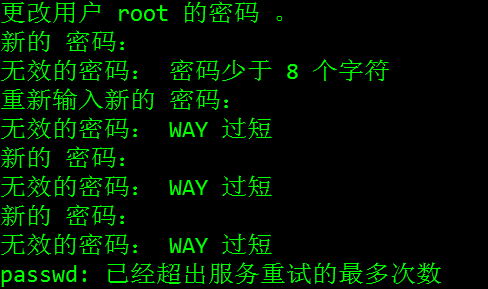 更改用户 root 的密码 。
新的 密码：
无效的密码： 密码少于 8 个字符
重新输入新的 密码：
无效的密码： WAY 过短
新的 密码：
无效的密码： WAY 过短
新的 密码：
无效的密码： WAY 过短
passwd: 已经超出服务重试的最多次数